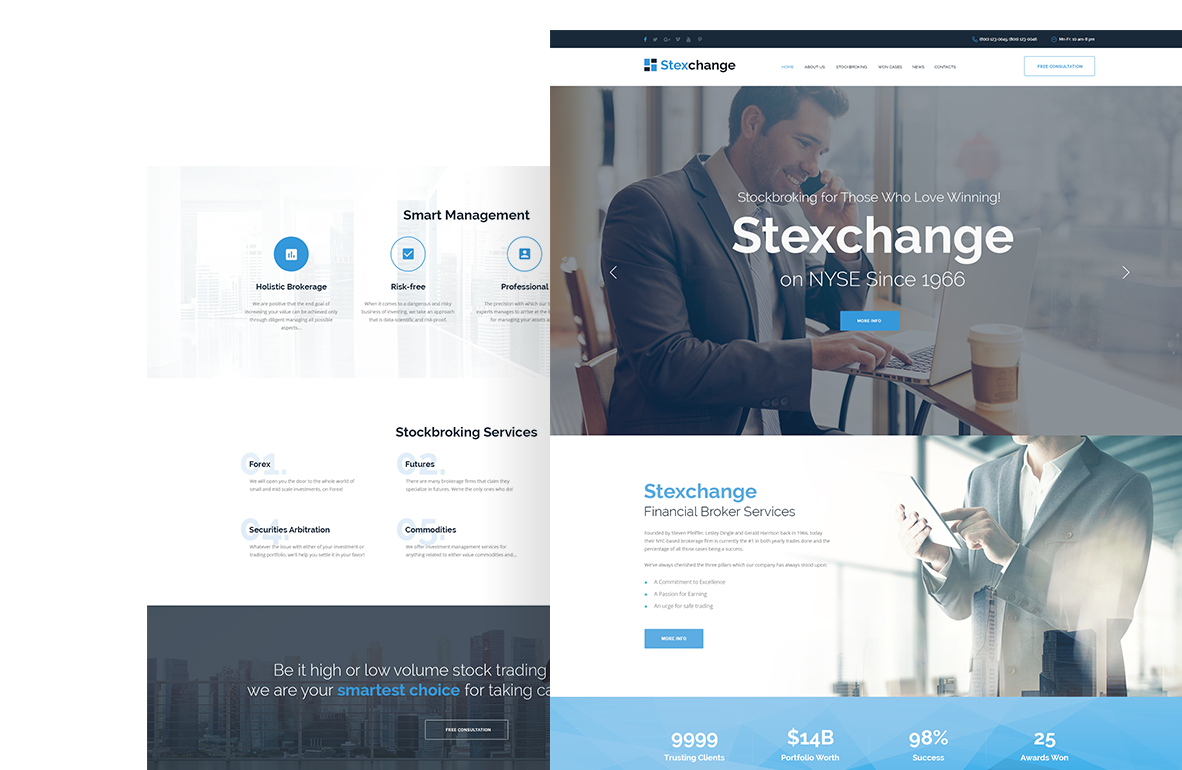 Smart Management
Holistic Brokerage
We are positive that the end goal of
increasing your value can be achieved only
through diligent managing all possible
aspects...
Risk-free
When it comes to a dangerous and risky
business of investing, we take an approach
that is data-scientific and risk-proof.
Professional
The precision with which our
experts manages to arrive at the
for managing your assets
Stockbroking Services
01.
Forex
We will open you the door to the whole world of
small and mid scale investments, on Forex!
02.
Futures
There are many brokerage firms that claim they
specialize in futures. We're the only ones who do!
04.
Securities Arbitration
Whatever the issue with either of your investment or
trading portfolio, we'll help you settle it in your favor!
05.
Commodities
We offer investment management services for
anything related to either value commodities and...
Be it high or low volume stock trading
we are your smartest choice for taking ca
FREE CONSULTATION
(800) 123-0045, (800) 123-0046
Mn-Fr: 10 am-8 pm
Stexchange
HOME
ABOUT US
STOCKBROKING
WON CASES
NEWS
CONTACTS
FREE CONSULTATION
Stockbroking for Those Who Love Winning!
Stexchange
on NYSE Since 1966
MORE INFO
Stexchange
Financial Broker Services
Founded by Steven Pfeiffer, Lesley Dingle and Gerald Harrison back in 1966, today
their NYC-based brokerage firm is currently the #1 in both yearly trades done and the
percentage of all those cases being a success.
We've always cherished the three pillars which our company has always stood upon:
A Commitment to Excellence
A Passion for Earning
An urge for safe trading
MORE INFO
9999
Trusting Clients
$14B
Portfolio Worth
98%
Success
25
Awards Won